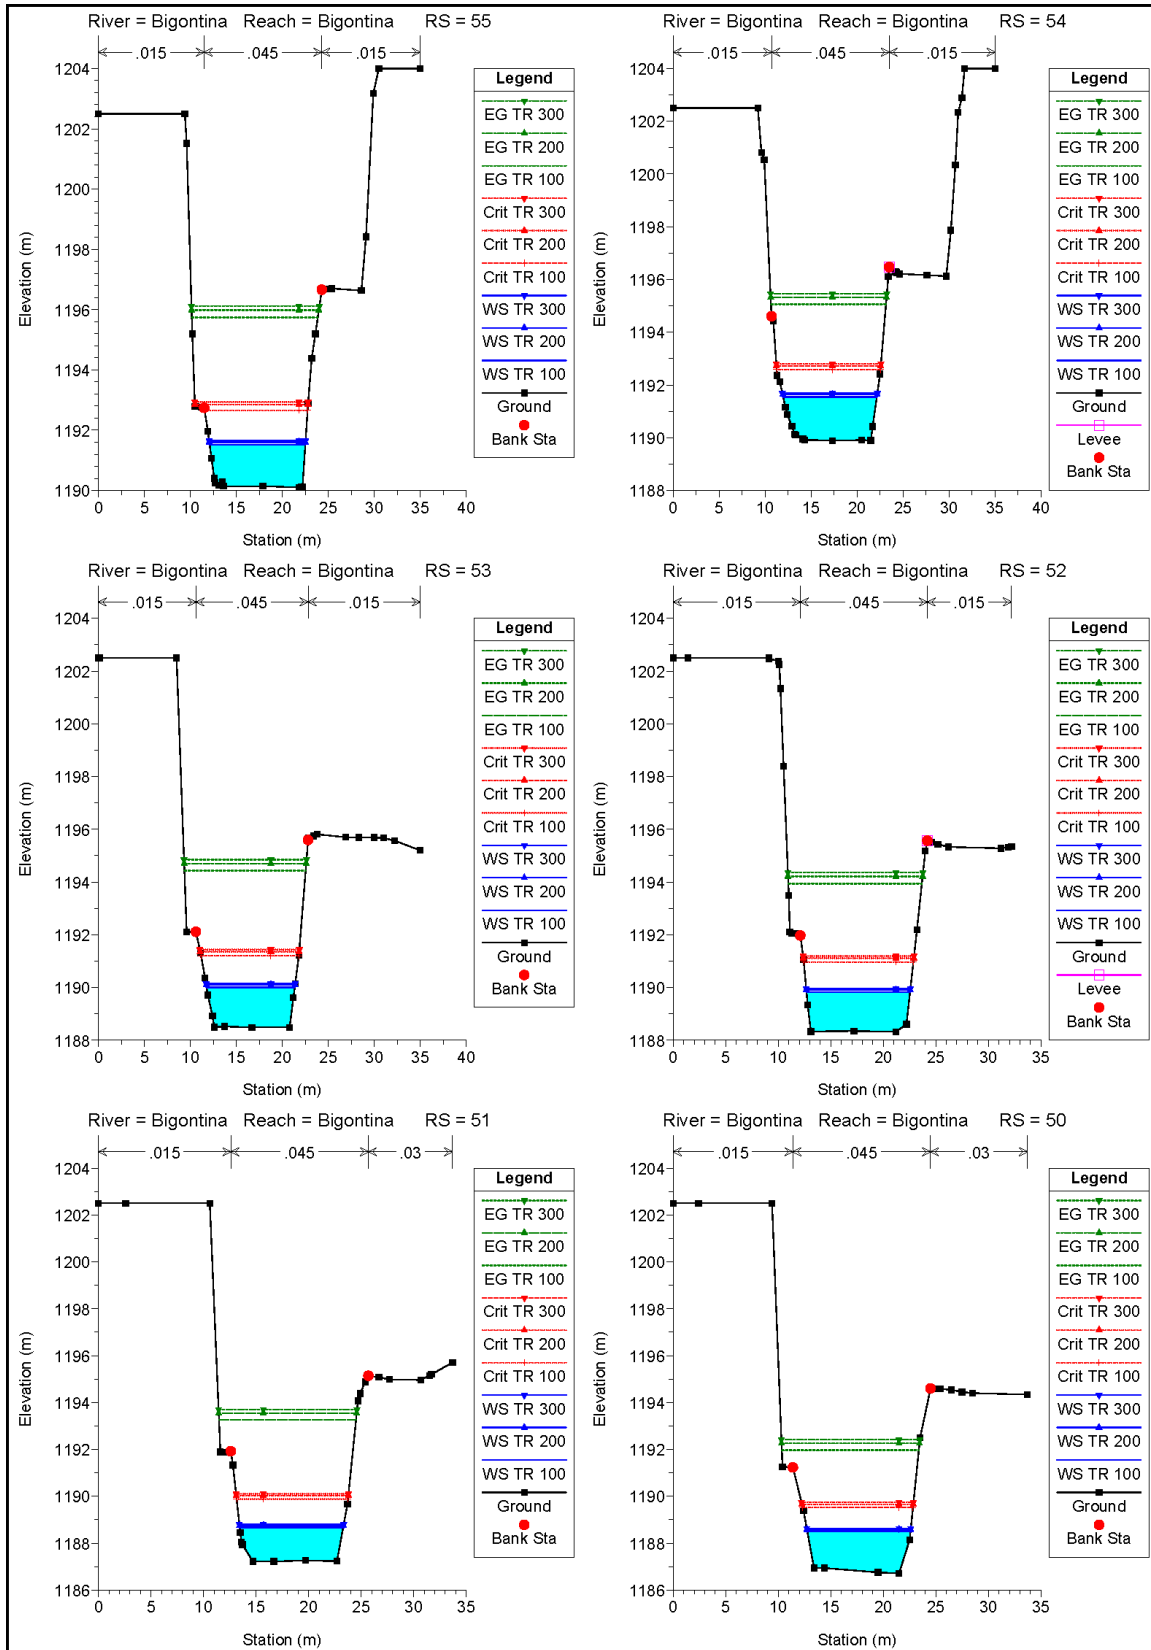 River = Bigontina Reach = Bigontina RS = 55
.015 .045 .015
Elevation (m)
1204
1202
1200
1198
1196
1194
1192
1190
0 5 10 15 20 25 30 35 40
Station (m)
Legend
EG TR 300
EG TR 200
EG TR 100
Crit TR 300
Crit TR 200
Crit TR 100
WS TR 300
WS TR 200
WS TR 100
Ground
Bank Sta
River = Bigontina Reach = Bigontina RS = 54
.015 .045 .015
Elevation (m)
1204
1202
1200
1198
1196
1194
1192
1190
1188
0 5 10 15 20 25 30 35 40
Station (m)
Legend
EG TR 300
EG TR 200
EG TR 100
Crit TR 300
Crit TR 200
Crit TR 100
WS TR 300
WS TR 200
WS TR 100
Ground
Levee
Bank Sta
River = Bigontina Reach = Bigontina RS = 53
.015 .045 .015
Elevation (m)
1204
1202
1200
1198
1196
1194
1192
1190
1188
0 5 10 15 20 25 30 35 40
Station (m)
Legend
EG TR 300
EG TR 200
EG TR 100
Crit TR 300
Crit TR 200
Crit TR 100
WS TR 300
WS TR 200
WS TR 100
Ground
Bank Sta
River = Bigontina Reach = Bigontina RS = 52
.015 .045 .015
Elevation (m)
1204
1202
1200
1198
1196
1194
1192
1190
1188
0 5 10 15 20 25 30 35
Station (m)
Legend
EG TR 300
EG TR 200
EG TR 100
Crit TR 300
Crit TR 200
Crit TR 100
WS TR 300
WS TR 200
WS TR 100
Ground
Levee
Bank Sta
River = Bigontina Reach = Bigontina RS = 51
.015 .045 .03
Elevation (m)
1204
1202
1200
1198
1196
1194
1192
1190
1188
1186
0 5 10 15 20 25 30 35
Station (m)
Legend
EG TR 300
EG TR 200
EG TR 100
Crit TR 300
Crit TR 200
Crit TR 100
WS TR 300
WS TR 200
WS TR 100
Ground
Bank Sta
River = Bigontina Reach = Bigontina RS = 50
.015 .045 .03
Elevation (m)
1204
1202
1200
1198
1196
1194
1192
1190
1188
1186
0 5 10 15 20 25 30 35
Station (m)
Legend
EG TR 300
EG TR 200
EG TR 100
Crit TR 300
Crit TR 200
Crit TR 100
WS TR 300
WS TR 200
WS TR 100
Ground
Bank Sta